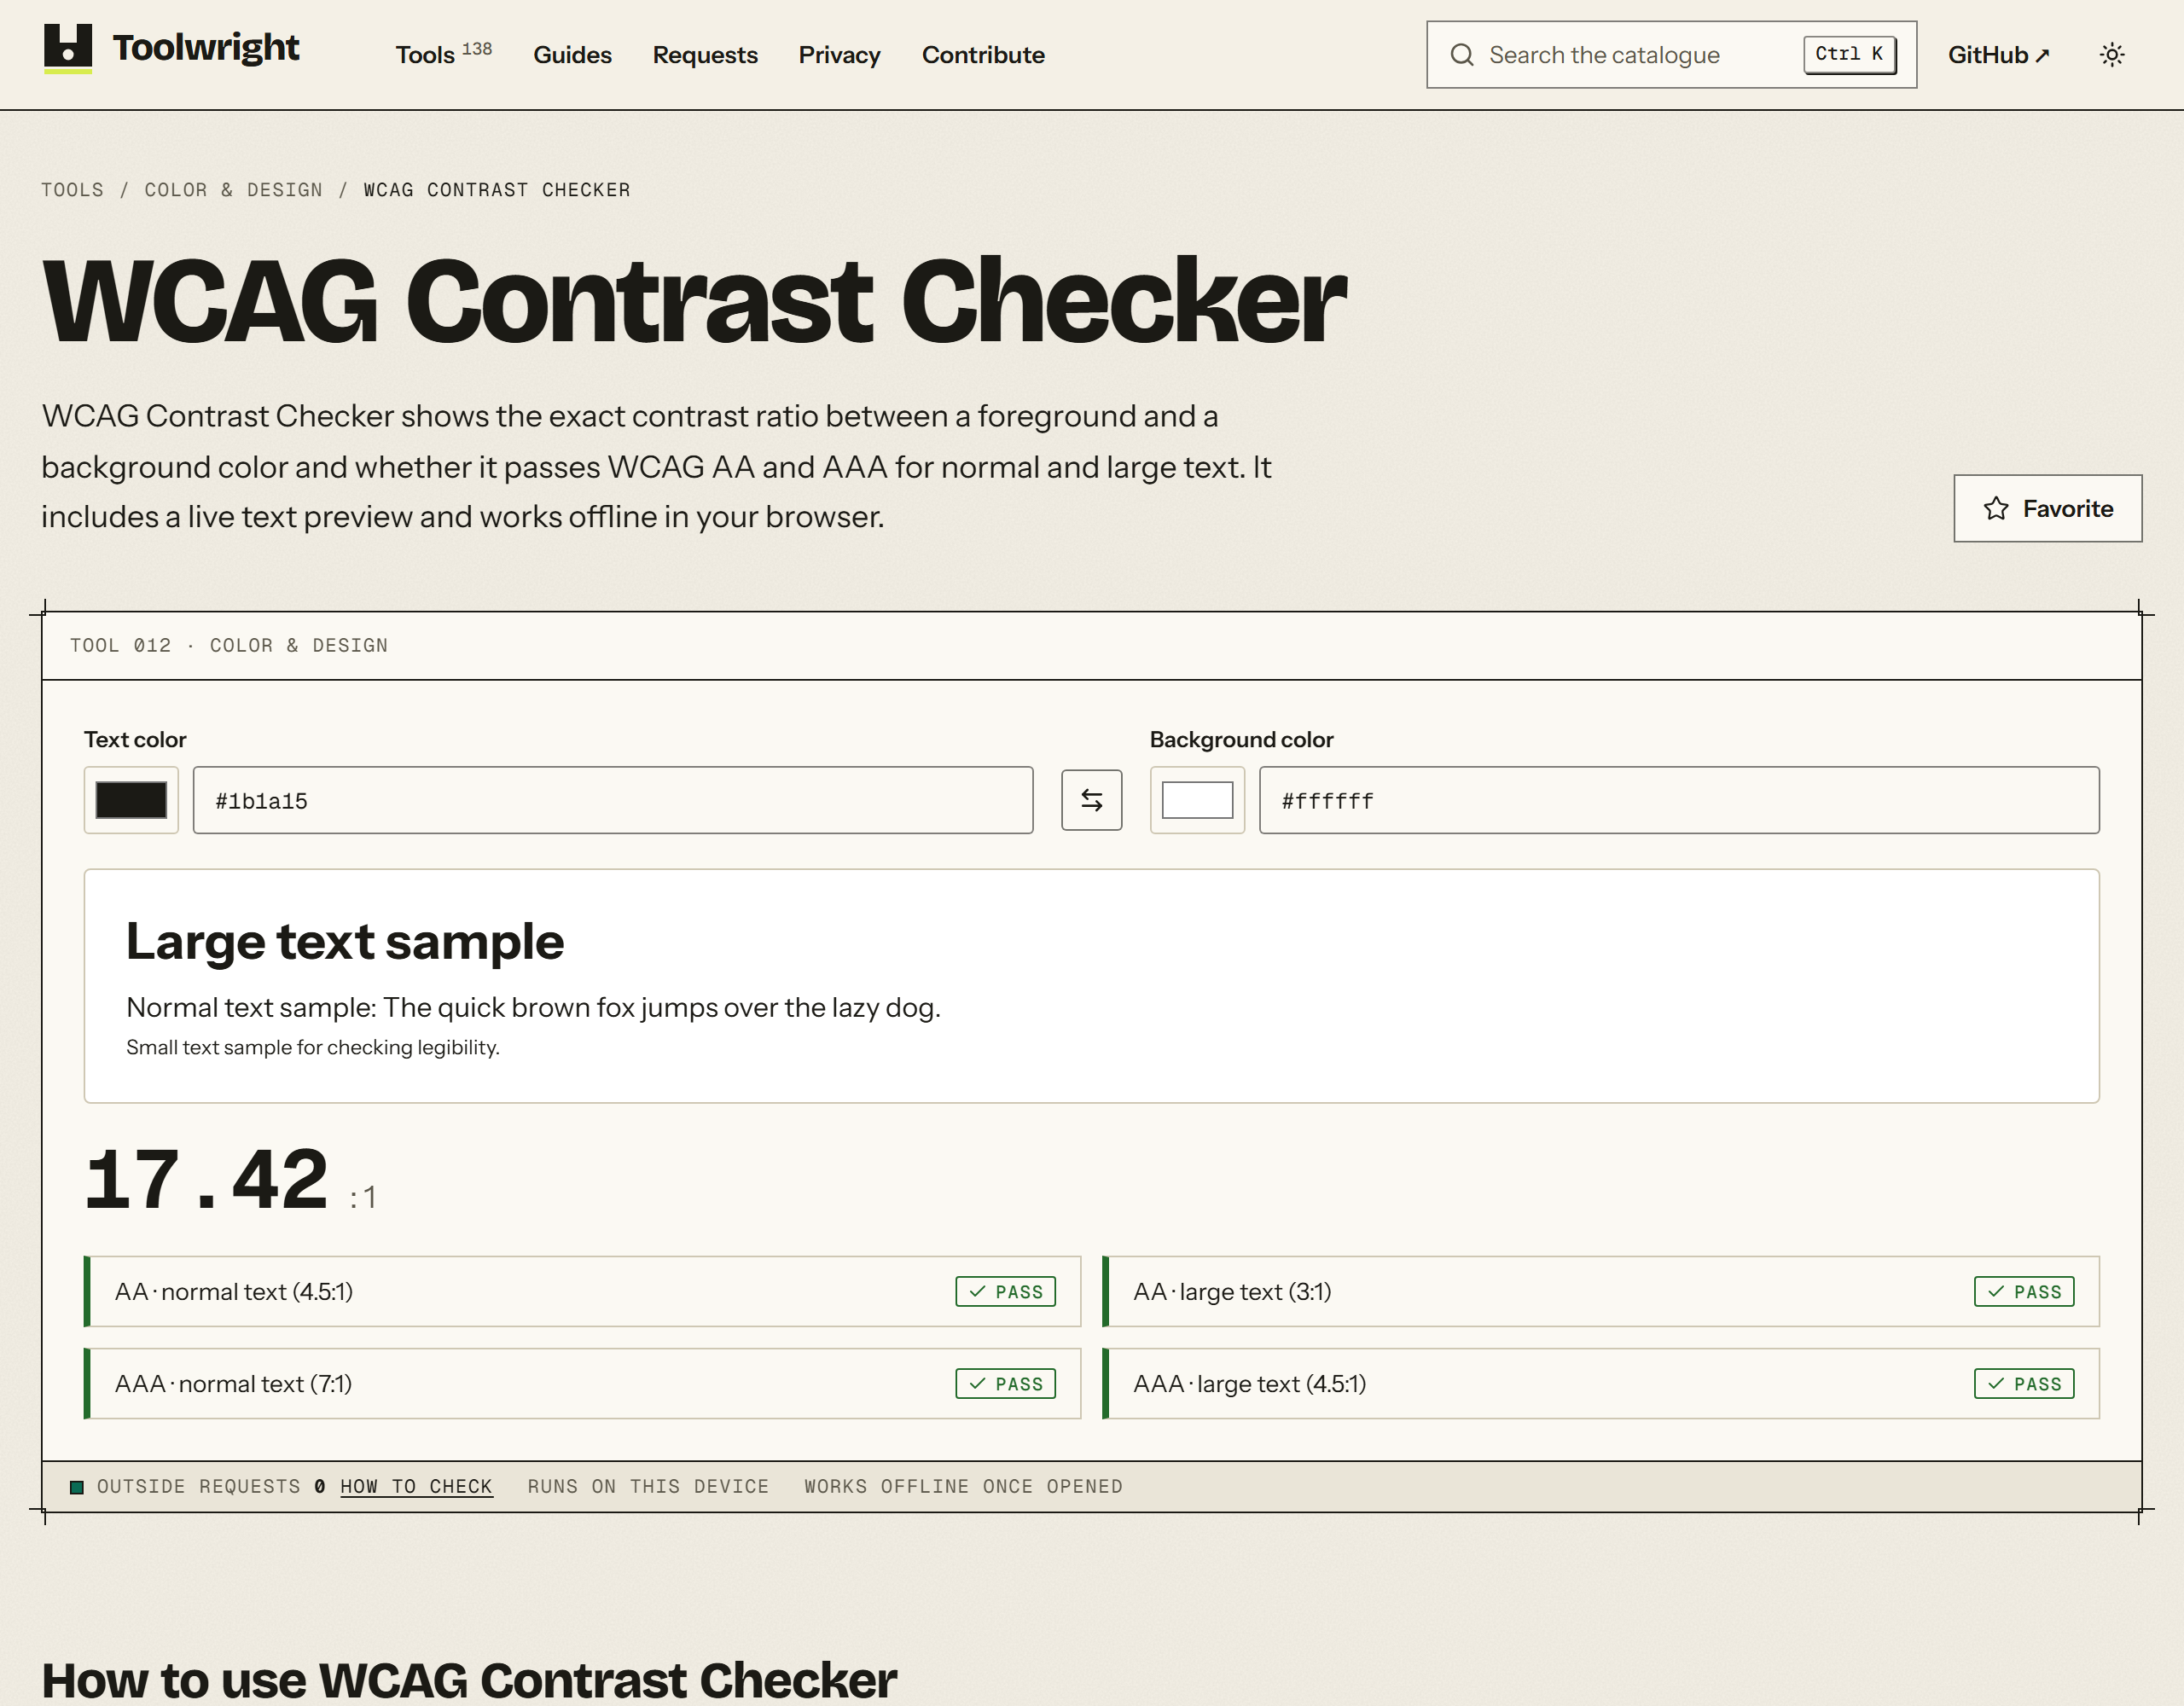 Toolwright
Tools 138
Guides
Requests
Privacy
Contribute
Search the catalogue
Ctrl K
GitHub ↗
TOOLS / COLOR & DESIGN / WCAG CONTRAST CHECKER
WCAG Contrast Checker
WCAG Contrast Checker shows the exact contrast ratio between a foreground and a
background color and whether it passes WCAG AA and AAA for normal and large text. It
includes a live text preview and works offline in your browser.
Favorite
TOOL 012 · COLOR & DESIGN
Text color
#1b1a15
Background color
#ffffff
Large text sample
Normal text sample: The quick brown fox jumps over the lazy dog.
Small text sample for checking legibility.
17.42 :1
AA · normal text (4.5:1)
PASS
AA · large text (3:1)
PASS
AAA · normal text (7:1)
PASS
AAA · large text (4.5:1)
PASS
OUTSIDE REQUESTS 0 HOW TO CHECK
RUNS ON THIS DEVICE
WORKS OFFLINE ONCE OPENED
How to use WCAG Contrast Checker